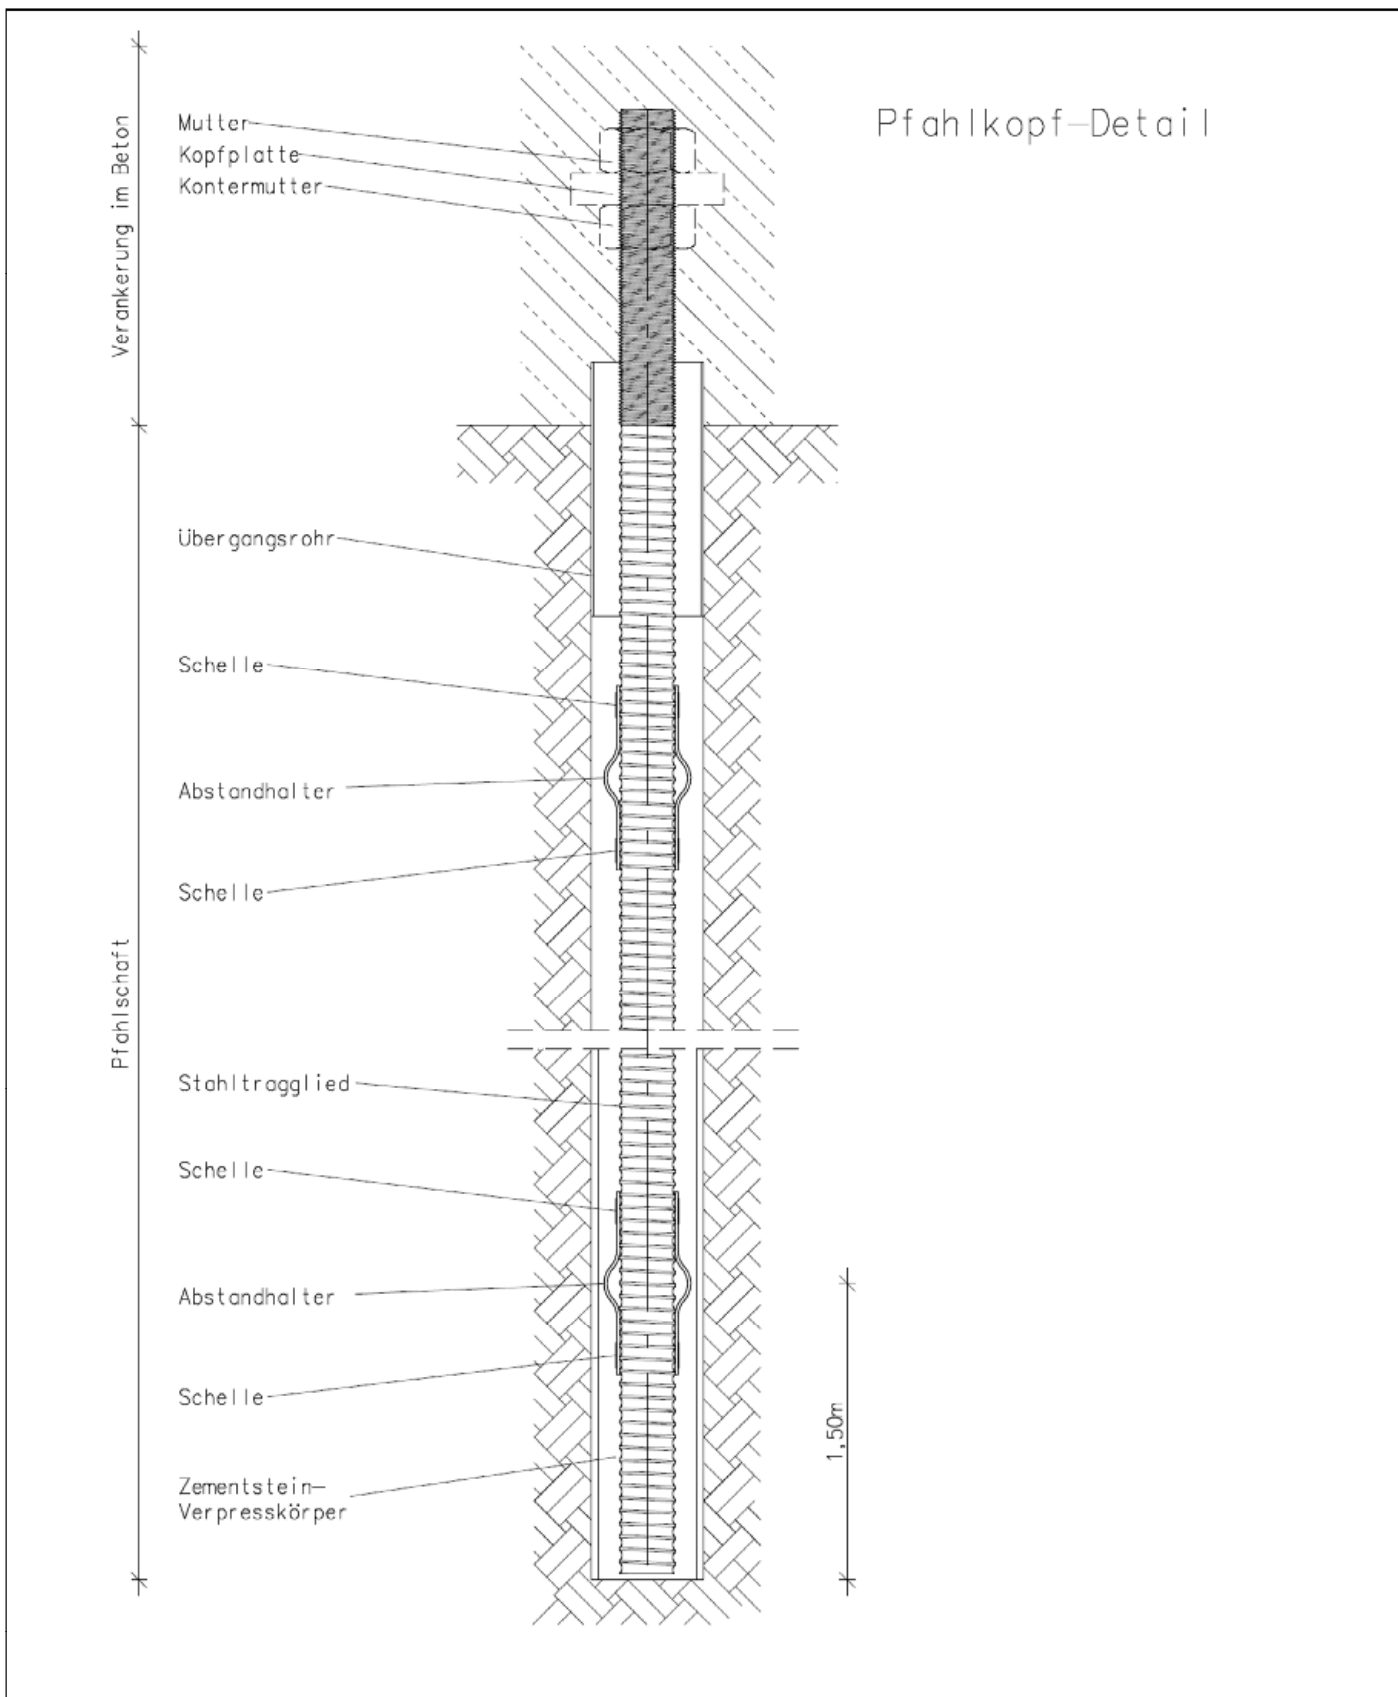 Pfahlkopf-Detail
Verankerung im Beton
Mutter
Kopfplatte
Kontermutter
Übergangsrohr
Schelle
Abstandhalter
Schelle
Pfahlschaft
Stahltragglied
Schelle
Abstandhalter
Schelle
1,50m
Zementstein-
Verpresskörper